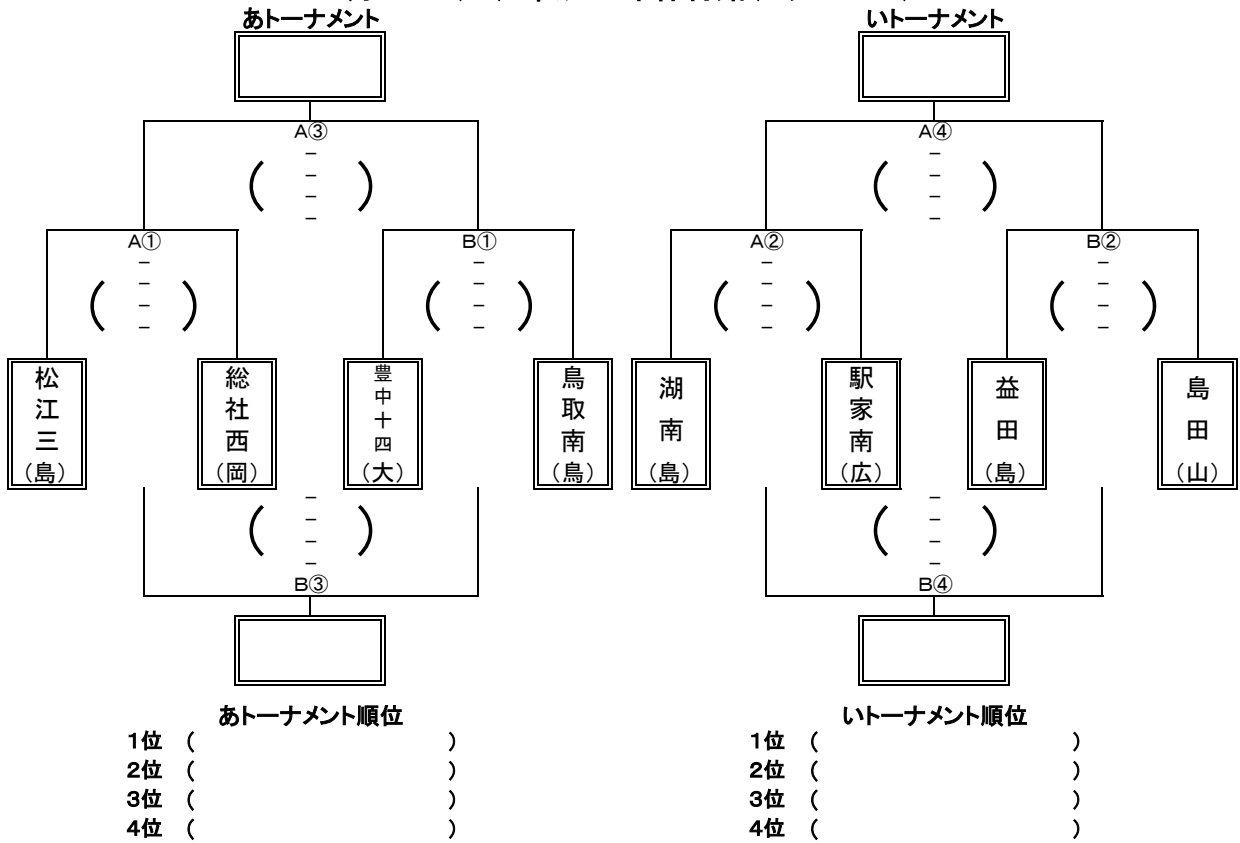 あトーナメント
いトーナメント
A③
A④
－
－
－
－
( )
－
－
－
－
( )
A①
B①
A②
B②
－
－
－
－
( )
－
－
－
－
( )
－
－
－
－
( )
－
－
－
－
( )
松江三(島)
総社西(岡)
豊中十四(大)
鳥取南(鳥)
湖南(島)
駅家南(広)
益田(島)
島田(山)
－
－
－
－
( )
－
－
－
－
( )
B③
B④
あトーナメント順位
1位 ( )
2位 ( )
3位 ( )
4位 ( )
いトーナメント順位
1位 ( )
2位 ( )
3位 ( )
4位 ( )